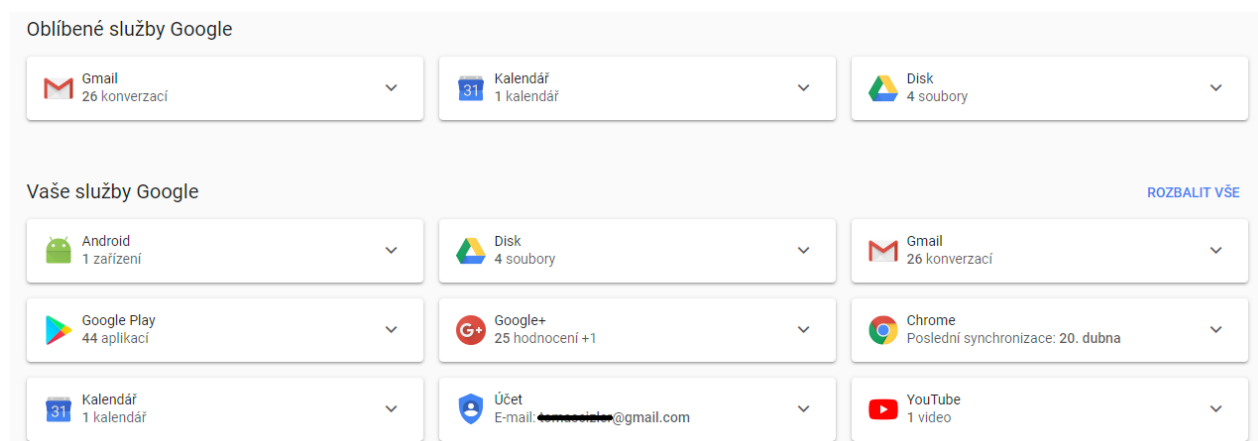 Oblíbené služby Google
Gmail
26 konverzací
Kalendář
1 kalendář
Disk
4 soubory
Vaše služby Google
ROZBALIT VŠE
Android
1 zařízení
Disk
4 soubory
Gmail
26 konverzací
Google Play
44 aplikací
Google+
25 hodnocení +1
Chrome
Poslední synchronizace: 20. dubna
Kalendář
1 kalendář
Účet
E-mail: @gmail.com
YouTube
1 video